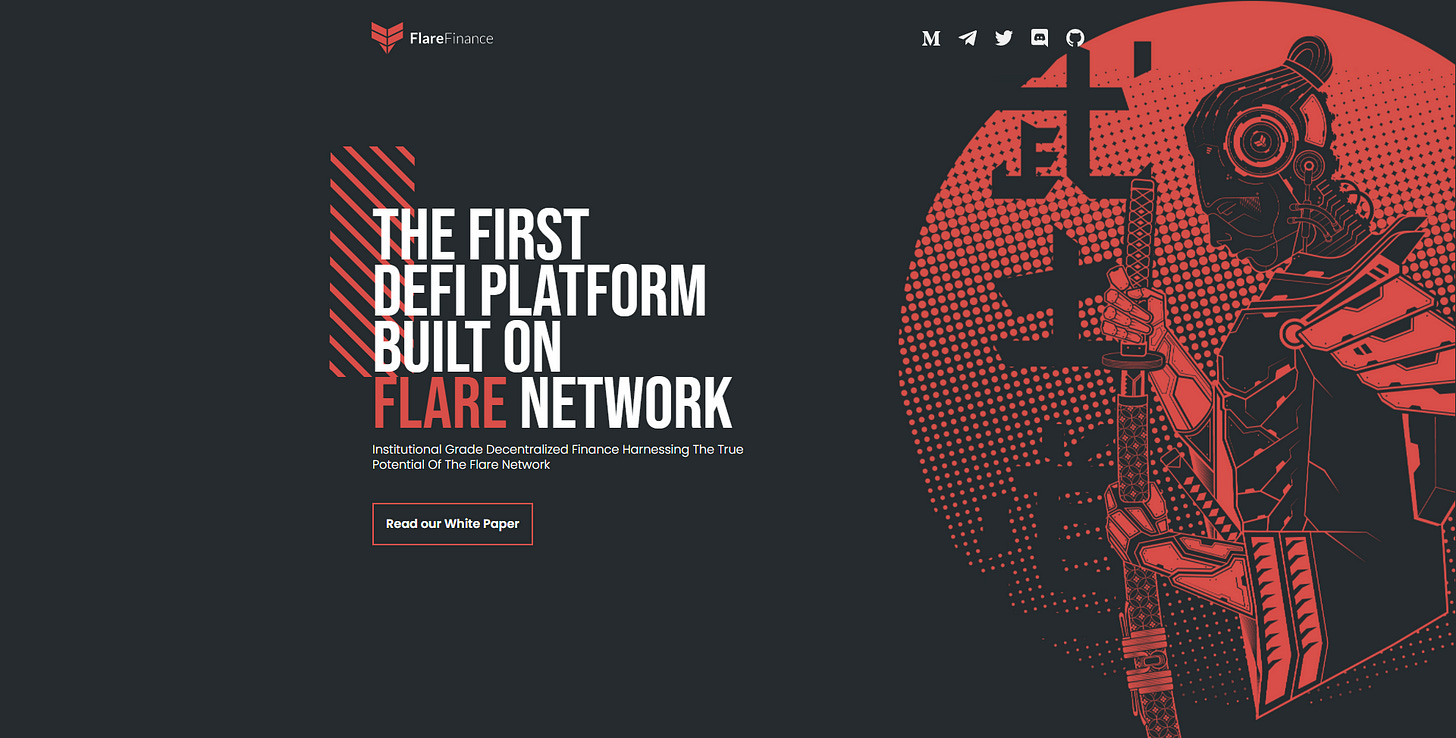 FlareFinance
THE FIRST
DEFI PLATFORM
BUILT ON
FLARE NETWORK
Institutional Grade Decentralized Finance Harnessing The True
Potential Of The Flare Network
Read our White Paper